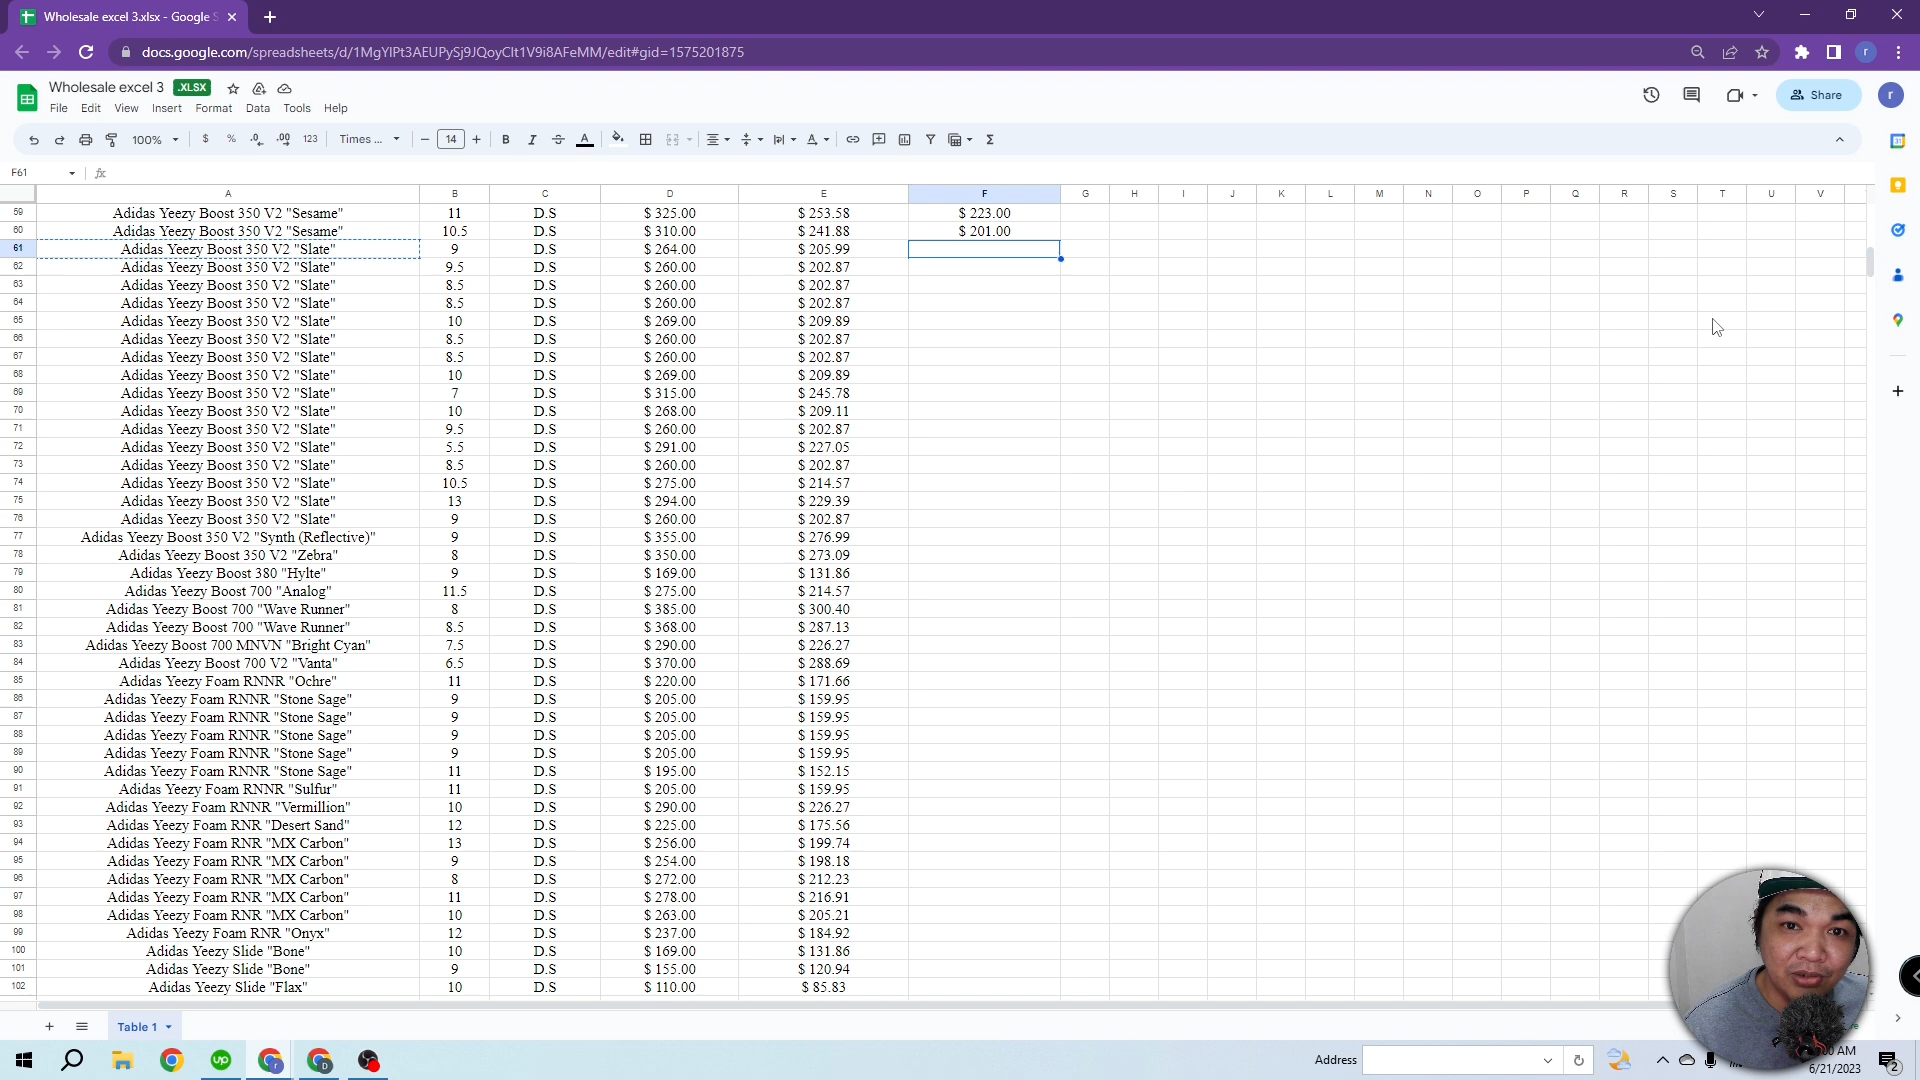 Wholesale excel 3.xlsx - Google S
docs.google.com/spreadsheets/d/1MgYlPt3AEUPySj9JQoyClt1V9i8AFeMM/edit#gid=1575201875
r
Wholesale excel 3 .XLSX
File Edit View Insert Format Data Tools Help
Share
r
100% $ % .0 .00 123 Times ... 14 B I A
F61 fx
A B C D E F G H I J K L M N O P Q R S T U V
59 Adidas Yeezy Boost 350 V2 "Sesame" 11 D.S $ 325.00 $ 253.58 $ 223.00
60 Adidas Yeezy Boost 350 V2 "Sesame" 10.5 D.S $ 310.00 $ 241.88 $ 201.00
61 Adidas Yeezy Boost 350 V2 "Slate" 9 D.S $ 264.00 $ 205.99
62 Adidas Yeezy Boost 350 V2 "Slate" 9.5 D.S $ 260.00 $ 202.87
63 Adidas Yeezy Boost 350 V2 "Slate" 8.5 D.S $ 260.00 $ 202.87
64 Adidas Yeezy Boost 350 V2 "Slate" 8.5 D.S $ 260.00 $ 202.87
65 Adidas Yeezy Boost 350 V2 "Slate" 10 D.S $ 269.00 $ 209.89
66 Adidas Yeezy Boost 350 V2 "Slate" 8.5 D.S $ 260.00 $ 202.87
67 Adidas Yeezy Boost 350 V2 "Slate" 8.5 D.S $ 260.00 $ 202.87
68 Adidas Yeezy Boost 350 V2 "Slate" 10 D.S $ 269.00 $ 209.89
69 Adidas Yeezy Boost 350 V2 "Slate" 7 D.S $ 315.00 $ 245.78
70 Adidas Yeezy Boost 350 V2 "Slate" 10 D.S $ 268.00 $ 209.11
71 Adidas Yeezy Boost 350 V2 "Slate" 9.5 D.S $ 260.00 $ 202.87
72 Adidas Yeezy Boost 350 V2 "Slate" 5.5 D.S $ 291.00 $ 227.05
73 Adidas Yeezy Boost 350 V2 "Slate" 8.5 D.S $ 260.00 $ 202.87
74 Adidas Yeezy Boost 350 V2 "Slate" 10.5 D.S $ 275.00 $ 214.57
75 Adidas Yeezy Boost 350 V2 "Slate" 13 D.S $ 294.00 $ 229.39
76 Adidas Yeezy Boost 350 V2 "Slate" 9 D.S $ 260.00 $ 202.87
77 Adidas Yeezy Boost 350 V2 "Synth (Reflective)" 9 D.S $ 355.00 $ 276.99
78 Adidas Yeezy Boost 350 V2 "Zebra" 8 D.S $ 350.00 $ 273.09
79 Adidas Yeezy Boost 380 "Hylte" 9 D.S $ 169.00 $ 131.86
80 Adidas Yeezy Boost 700 "Analog" 11.5 D.S $ 275.00 $ 214.57
81 Adidas Yeezy Boost 700 "Wave Runner" 8 D.S $ 385.00 $ 300.40
82 Adidas Yeezy Boost 700 "Wave Runner" 8.5 D.S $ 368.00 $ 287.13
83 Adidas Yeezy Boost 700 MNVN "Bright Cyan" 7.5 D.S $ 290.00 $ 226.27
84 Adidas Yeezy Boost 700 V2 "Vanta" 6.5 D.S $ 370.00 $ 288.69
85 Adidas Yeezy Foam RNNR "Ochre" 11 D.S $ 220.00 $ 171.66
86 Adidas Yeezy Foam RNNR "Stone Sage" 9 D.S $ 205.00 $ 159.95
87 Adidas Yeezy Foam RNNR "Stone Sage" 9 D.S $ 205.00 $ 159.95
88 Adidas Yeezy Foam RNNR "Stone Sage" 9 D.S $ 205.00 $ 159.95
89 Adidas Yeezy Foam RNNR "Stone Sage" 9 D.S $ 205.00 $ 159.95
90 Adidas Yeezy Foam RNNR "Stone Sage" 11 D.S $ 195.00 $ 152.15
91 Adidas Yeezy Foam RNNR "Sulfur" 11 D.S $ 205.00 $ 159.95
92 Adidas Yeezy Foam RNNR "Vermillion" 10 D.S $ 290.00 $ 226.27
93 Adidas Yeezy Foam RNR "Desert Sand" 12 D.S $ 225.00 $ 175.56
94 Adidas Yeezy Foam RNR "MX Carbon" 13 D.S $ 256.00 $ 199.74
95 Adidas Yeezy Foam RNR "MX Carbon" 9 D.S $ 254.00 $ 198.18
96 Adidas Yeezy Foam RNR "MX Carbon" 8 D.S $ 272.00 $ 212.23
97 Adidas Yeezy Foam RNR "MX Carbon" 11 D.S $ 278.00 $ 216.91
98 Adidas Yeezy Foam RNR "MX Carbon" 10 D.S $ 263.00 $ 205.21
99 Adidas Yeezy Foam RNR "Onyx" 12 D.S $ 237.00 $ 184.92
100 Adidas Yeezy Slide "Bone" 10 D.S $ 169.00 $ 131.86
101 Adidas Yeezy Slide "Bone" 9 D.S $ 155.00 $ 120.94
102 Adidas Yeezy Slide "Flax" 10 D.S $ 110.00 $ 85.83
Table 1
up r D Address AM
6/21/2023 2